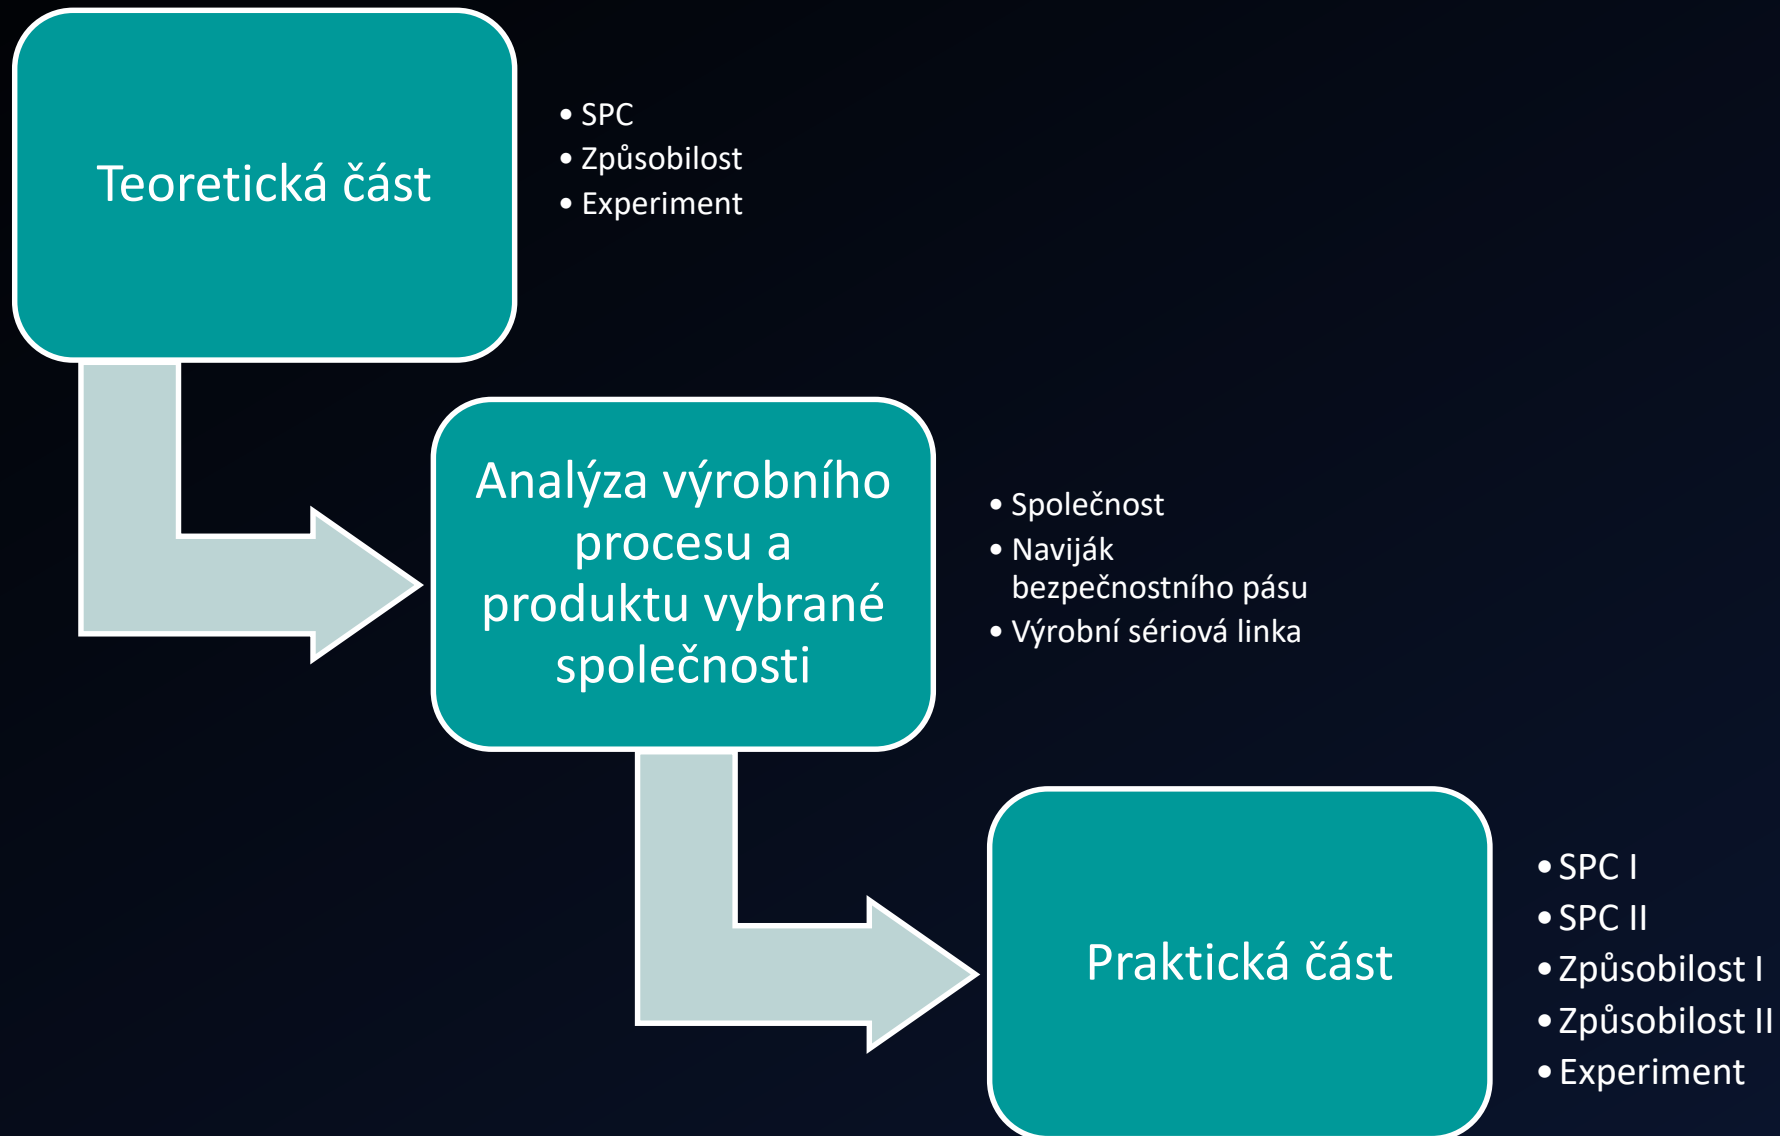 Teoretická část
• SPC
• Způsobilost
• Experiment
Analýza výrobního
procesu a
produktu vybrané
společnosti
• Společnost
• Naviják
bezpečnostního pásu
• Výrobní sériová linka
Praktická část
• SPC I
• SPC II
• Způsobilost I
• Způsobilost II
• Experiment